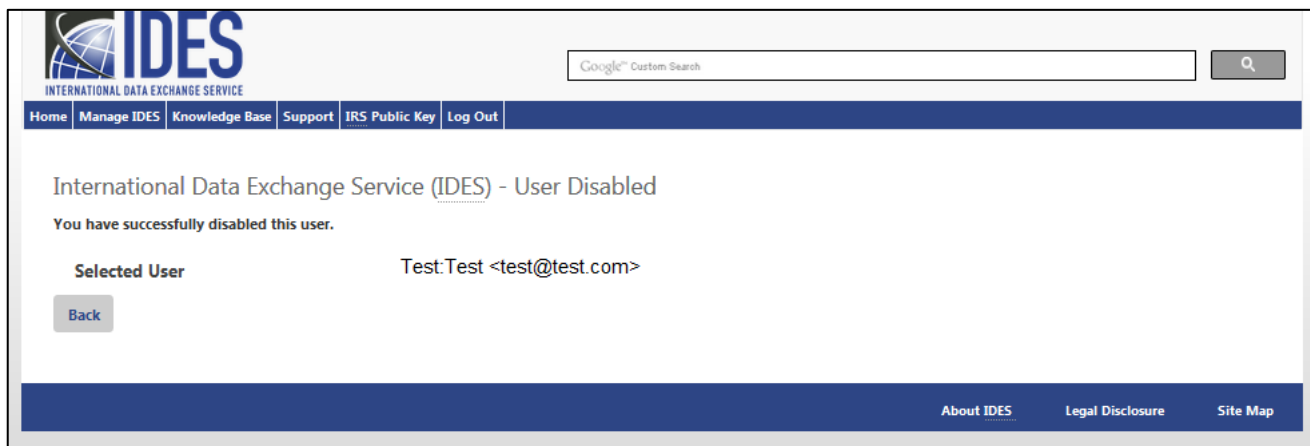 IDES
INTERNATIONAL DATA EXCHANGE SERVICE
Google™ Custom Search
Home Manage IDES Knowledge Base Support IRS Public Key Log Out
International Data Exchange Service (IDES) - User Disabled
You have successfully disabled this user.
Selected User Test:Test <test@test.com>
Back
About IDES Legal Disclosure Site Map